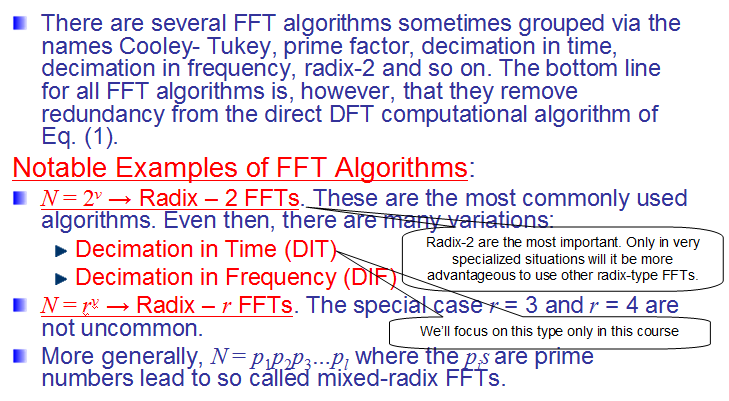 There are several FFT algorithms sometimes grouped via the
names Cooley- Tukey, prime factor, decimation in time,
decimation in frequency, radix-2 and so on. The bottom line
for all FFT algorithms is, however, that they remove
redundancy from the direct DFT computational algorithm of
Eq. (1).
Notable Examples of FFT Algorithms:
N = 2^ν → Radix – 2 FFTs. These are the most commonly used
algorithms. Even then, there are many variations:
Decimation in Time (DIT)
Decimation in Frequency (DIF)
Radix-2 are the most important. Only in very
specialized situations will it be more
advantageous to use other radix-type FFTs.
N = r^ν → Radix – r FFTs. The special case r = 3 and r = 4 are
not uncommon.
We'll focus on this type only in this course
More generally, N = p₁p₂p₃...pₗ where the pᵢs are prime
numbers lead to so called mixed-radix FFTs.